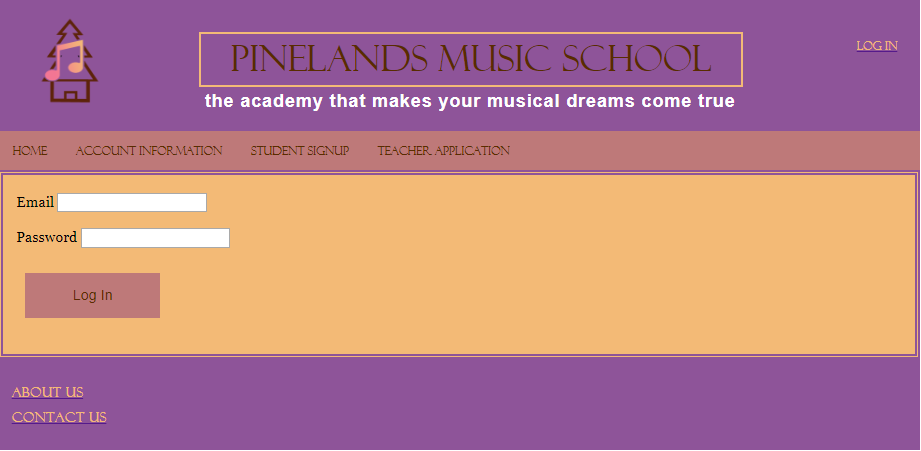 PINELANDS MUSIC SCHOOL
LOG IN
the academy that makes your musical dreams come true
HOME ACCOUNT INFORMATION STUDENT SIGNUP TEACHER APPLICATION
Email
Password
Log In
ABOUT US
CONTACT US